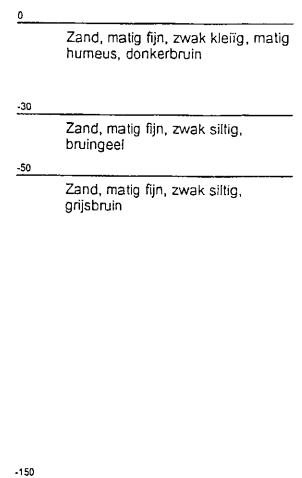 0
Zand, matig fijn, zwak kleiïg, matig
humeus, donkerbruin
-30
Zand, matig fijn, zwak siltig,
bruingeel
-50
Zand, matig fijn, zwak siltig,
grijsbruin
-150